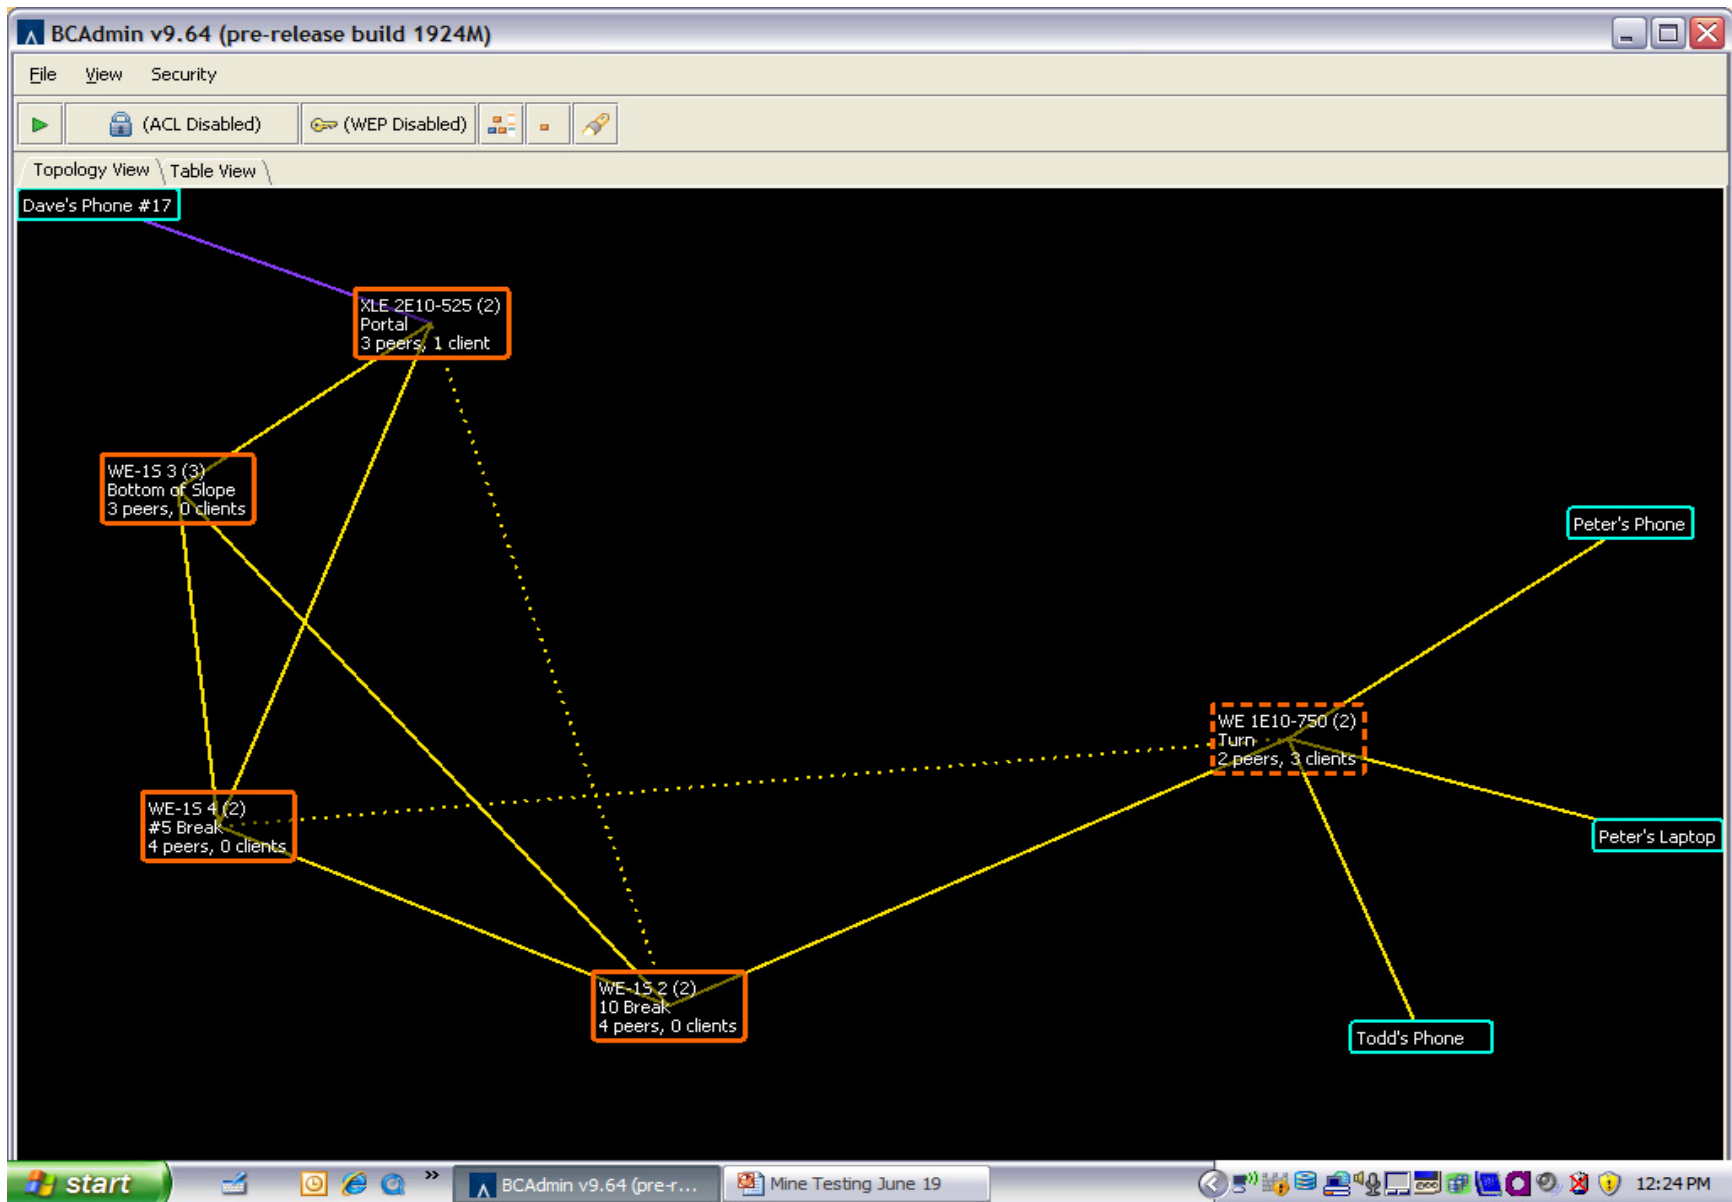 BCAdmin v9.64 (pre-release build 1924M)
File View Security
(ACL Disabled) (WEP Disabled)
Topology View Table View
Dave's Phone #17
XLE 2E10-525 (2)
Portal
3 peers, 1 client
WE-1S 3 (3)
Bottom of Slope
3 peers, 0 clients
Peter's Phone
WE 1E10-750 (2)
Turn
2 peers, 3 clients
WE-1S 4 (2)
#5 Break
4 peers, 0 clients
Peter's Laptop
WE-1S 2 (2)
10 Break
4 peers, 0 clients
Todd's Phone
start BCAdmin v9.64 (pre-r... Mine Testing June 19 12:24 PM